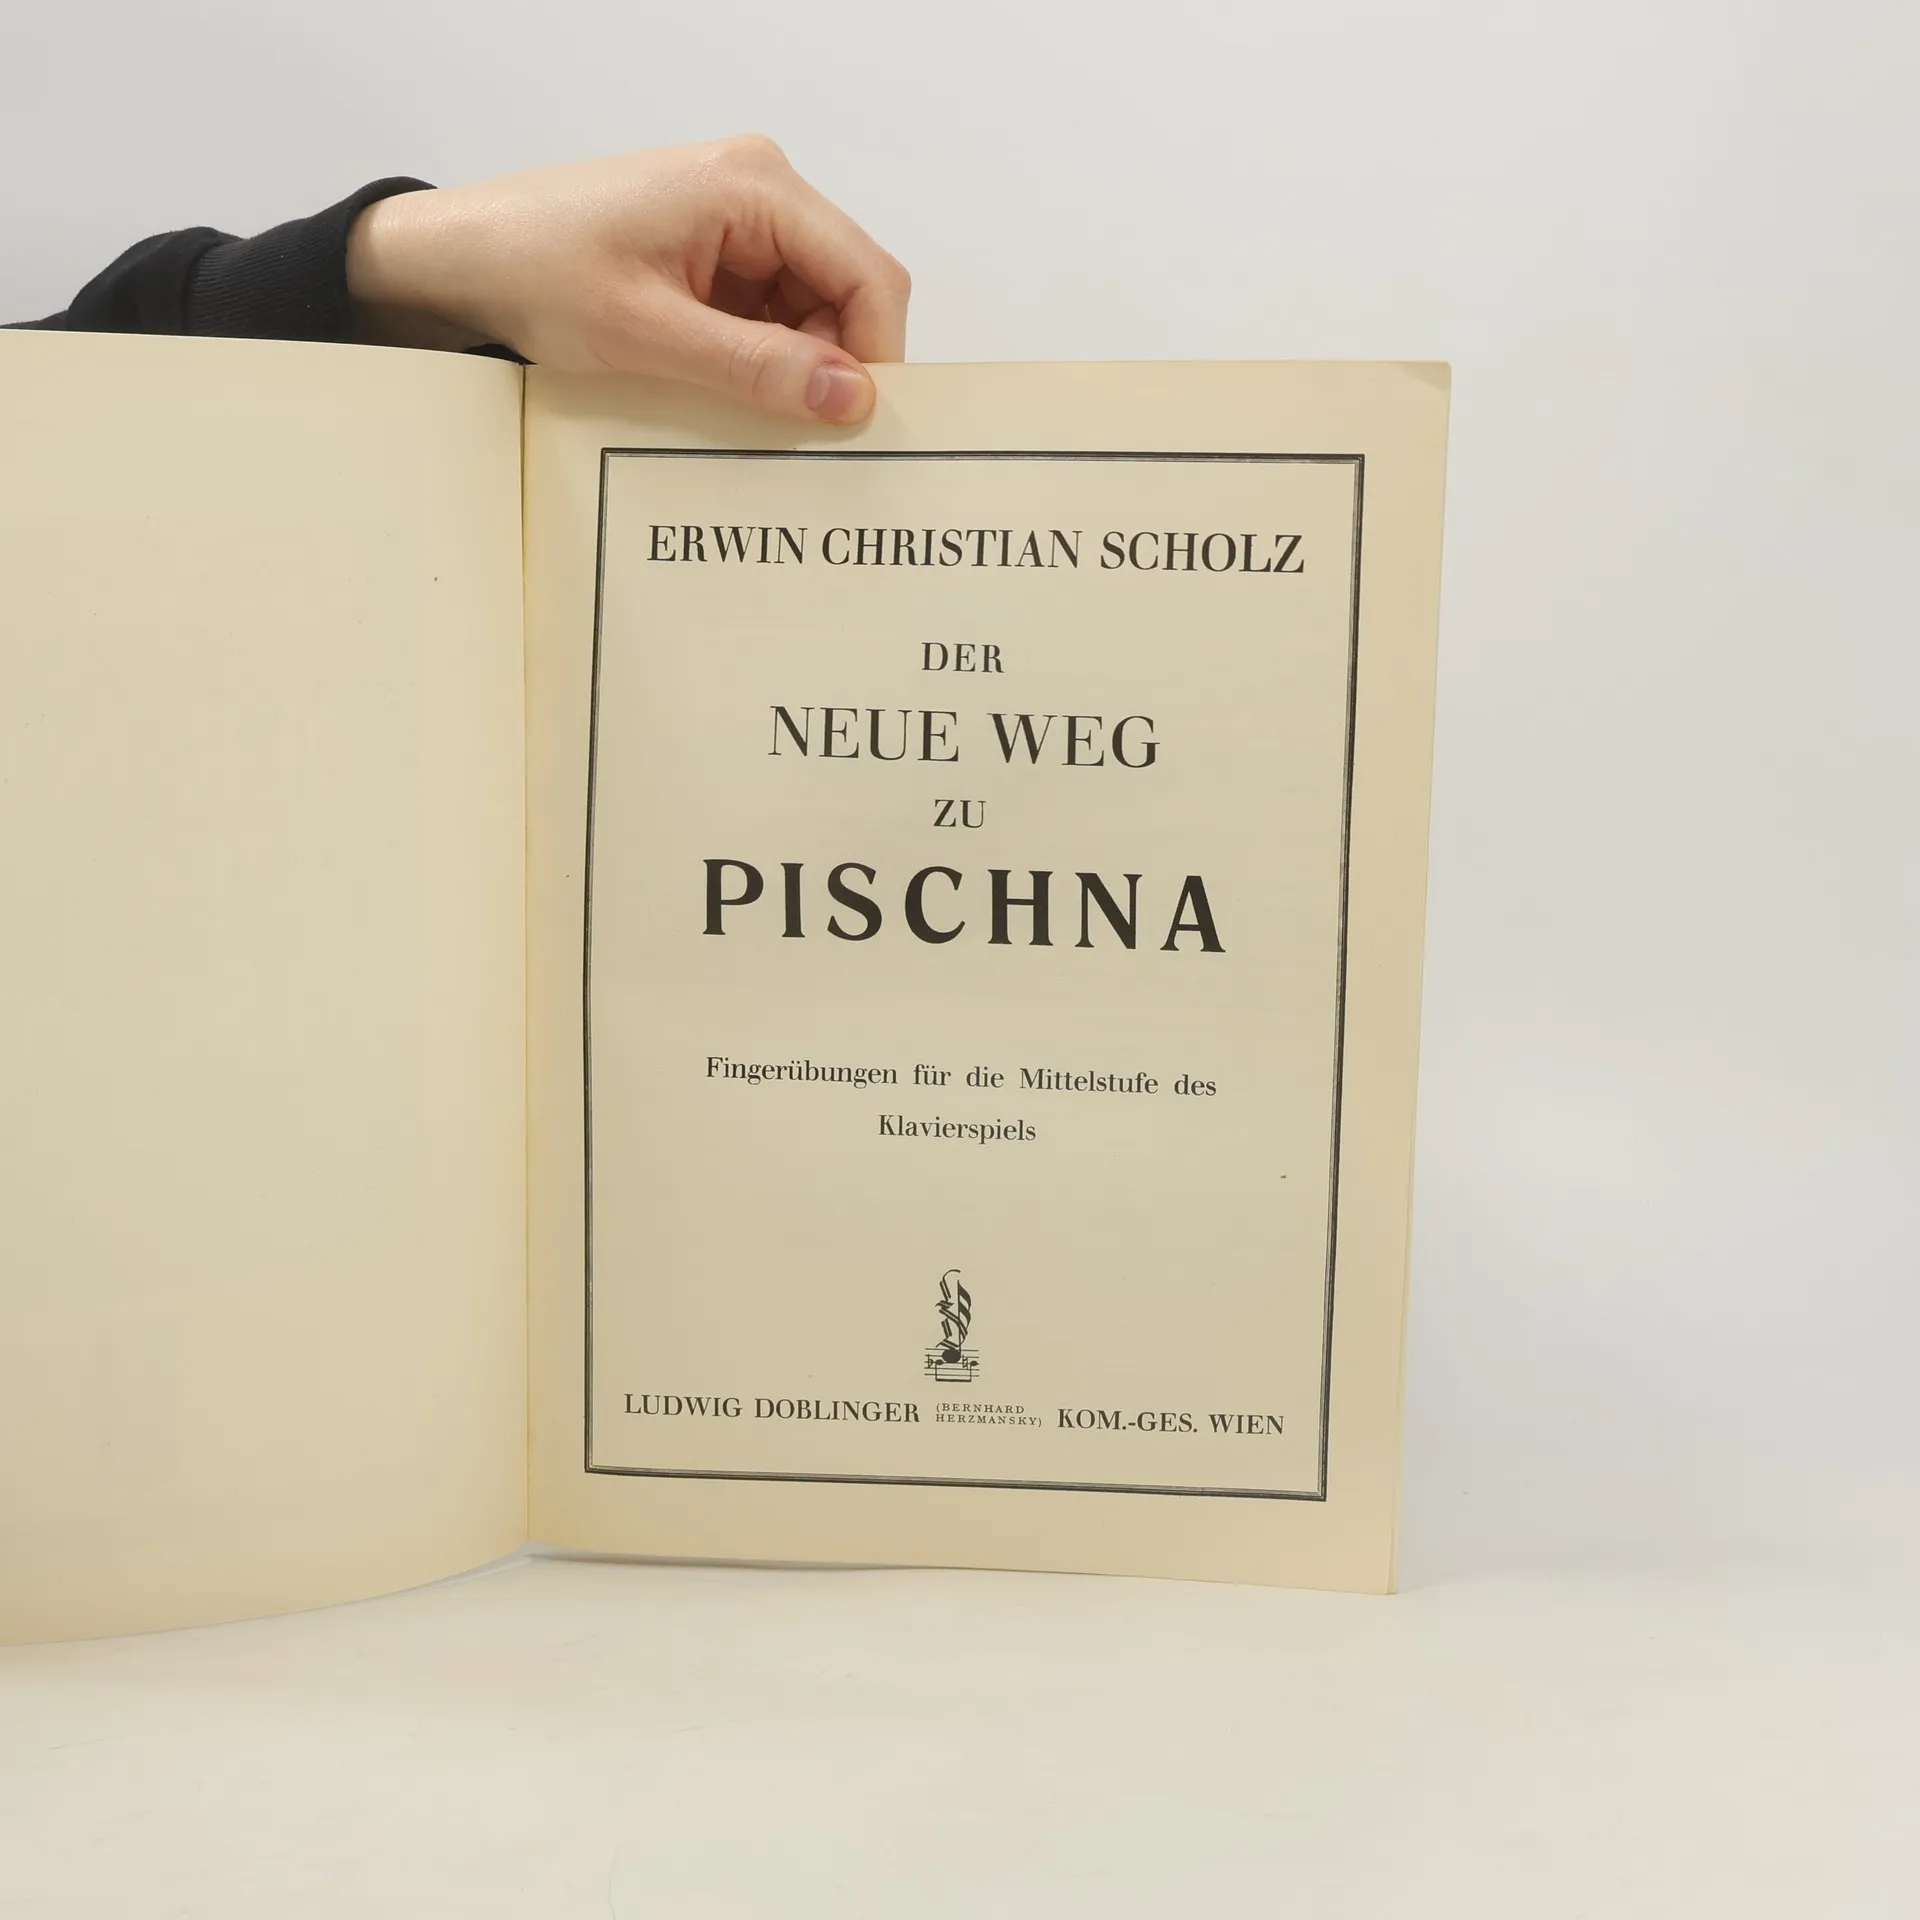 ERWIN CHRISTIAN SCHOLZ
DER
NEUE WEG
ZU
PISCHNA
Fingerübungen für die Mittelstufe des
Klavierspiels
LUDWIG DOBLINGER (BERNHARD HERZMANSKY) KOM.-GES. WIEN